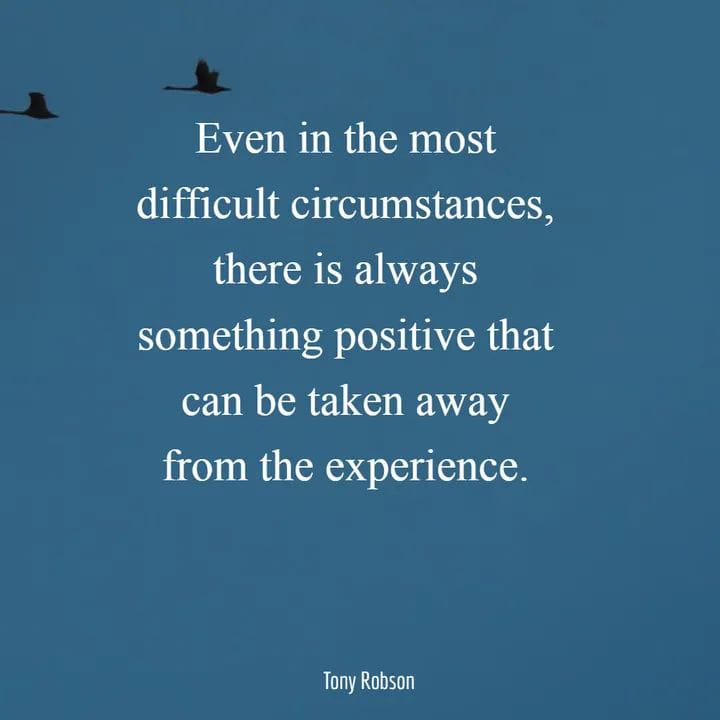 Even in the most
difficult circumstances,
there is always
something positive that
can be taken away
from the experience.
Tony Robson